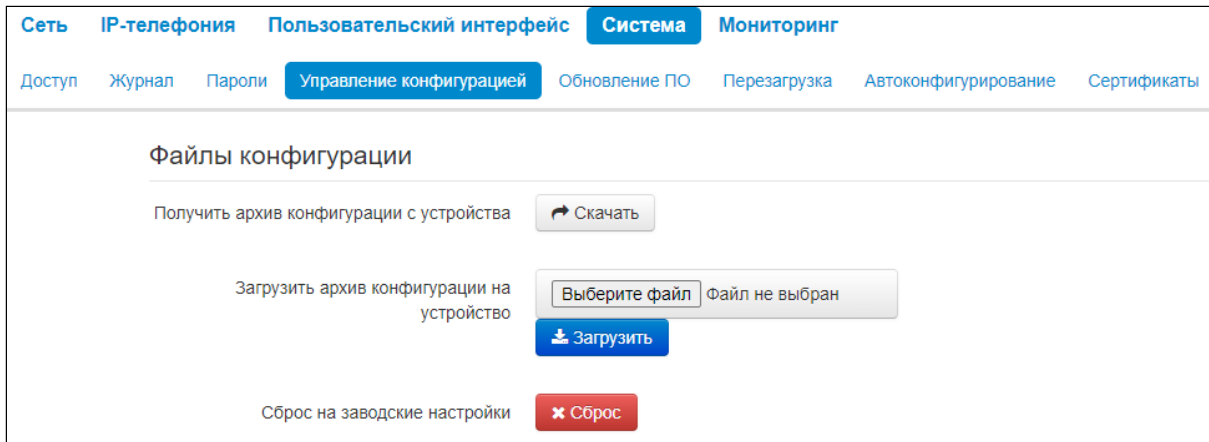 Сеть IP-телефония Пользовательский интерфейс Система Мониторинг
Доступ Журнал Пароли Управление конфигурацией Обновление ПО Перезагрузка Автоконфигурирование Сертификаты
Файлы конфигурации
Получить архив конфигурации с устройства Скачать
Загрузить архив конфигурации на
устройство
Выберите файл Файл не выбран
Загрузить
Сброс на заводские настройки Сброс